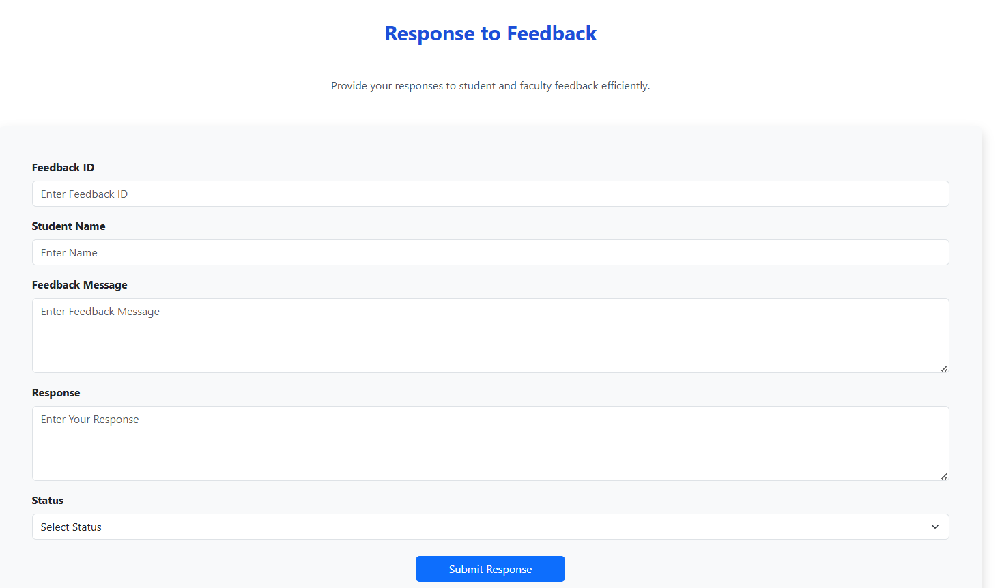 Response to Feedback
Provide your responses to student and faculty feedback efficiently.
Feedback ID
Enter Feedback ID
Student Name
Enter Name
Feedback Message
Enter Feedback Message
Response
Enter Your Response
Status
Select Status
Submit Response